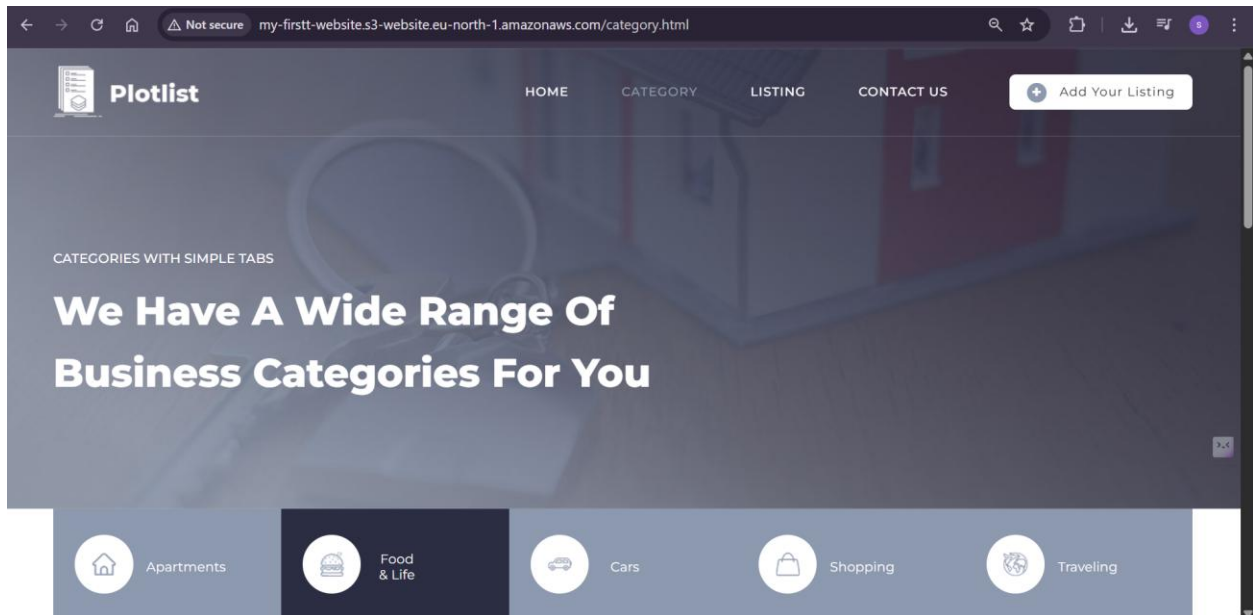 Not secure my-firstt-website.s3-website.eu-north-1.amazonaws.com/category.html
s
Plotlist
HOME CATEGORY LISTING CONTACT US Add Your Listing
CATEGORIES WITH SIMPLE TABS
We Have A Wide Range Of
Business Categories For You
Apartments
Food
& Life
Cars
Shopping
Traveling